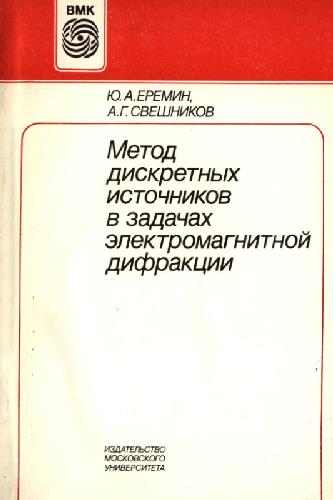 ВМК
Ю.А.ЕРЕМИН,
А.Г.СВЕШНИКОВ
Метод
дискретных
источников
в задачах
электромагнитной
дифракции
ИЗДАТЕЛЬСТВО
МОСКОВСКОГО
УНИВЕРСИТЕТА